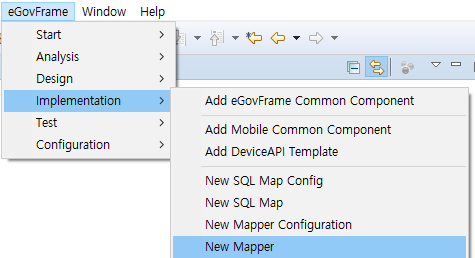 eGovFrame Window Help
Start
Analysis
Design
Implementation
Test
Configuration
Add eGovFrame Common Component
Add Mobile Common Component
Add DeviceAPI Template
New SQL Map Config
New SQL Map
New Mapper Configuration
New Mapper